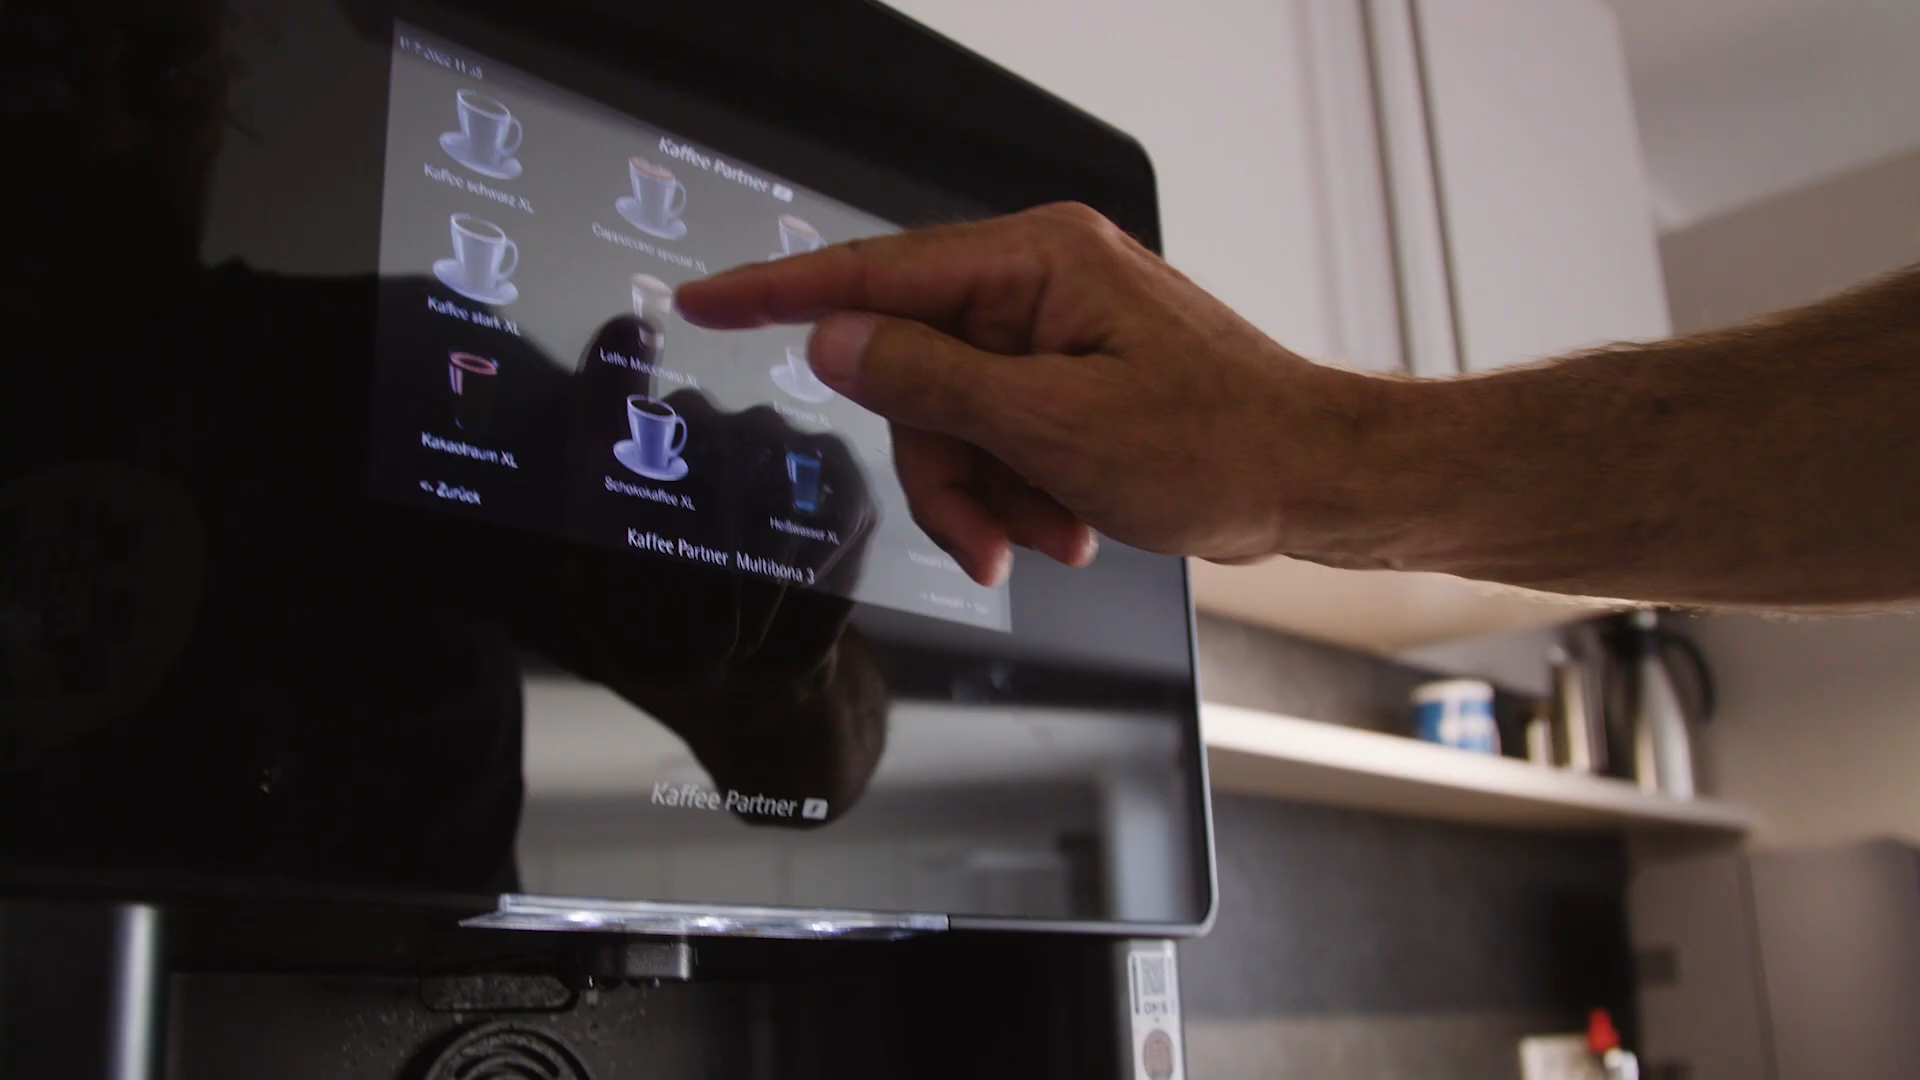 Kaffee Partner
Kaffee schwarz XL
Cappuccino special XL
Kaffee stark XL
Latte Macchiato XL
Kakaotraum XL
Schokokaffee XL
Heißwasser XL
<- Zurück
Kaffee Partner Multibona 3
Kaffee Partner